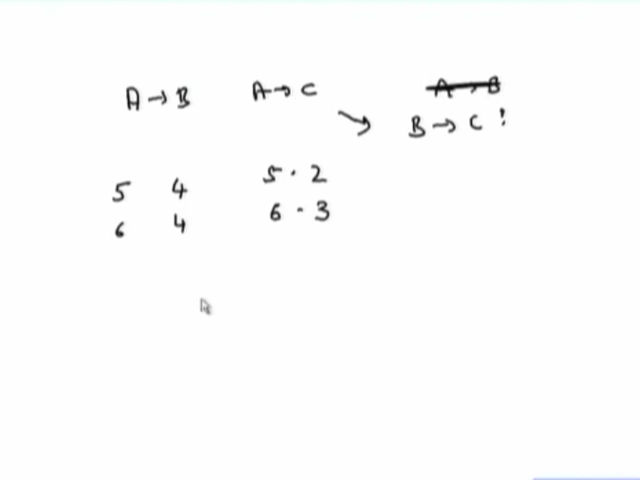 A → B A → C A → B
B → C !
5 4 5 · 2
6 4 6 · 3